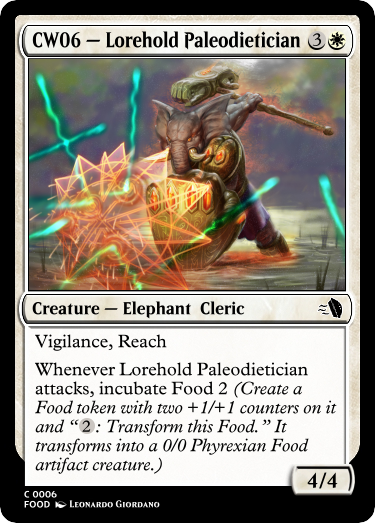 CW06 — Lorehold Paleodietician 3
Vigilance, Reach
Creature — Elephant  Cleric
Whenever Lorehold Paleodietician
attacks, incubate Food 2 (Create a
Food token with two +1/+1 counters on it
and “2: Transform this Food.” It
transforms into a 0/0 Phyrexian Food
artifact creature.)
4/4
C 0006
FOOD Leonardo Giordano